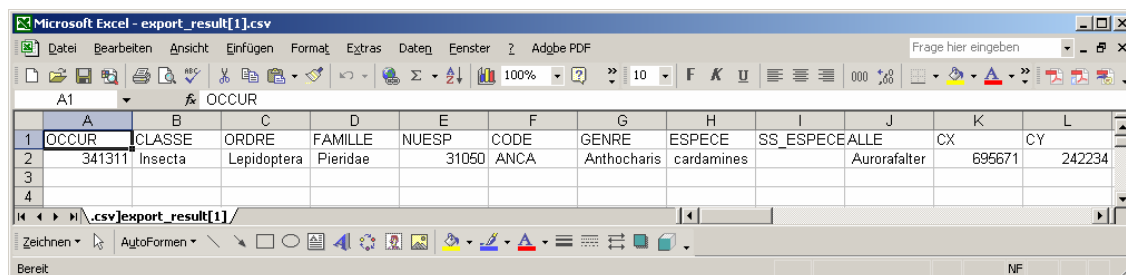 Microsoft Excel - export_result[1].csv
Datei Bearbeiten Ansicht Einfügen Format Extras Daten Fenster ? Adobe PDF Frage hier eingeben
100% 10 F K U 000
A1 fx OCCUR
A B C D E F G H I J K L
1 OCCUR CLASSE ORDRE FAMILLE NUESP CODE GENRE ESPECE SS_ESPECE ALLE CX CY
2 341311 Insecta Lepidoptera Pieridae 31050 ANCA Anthocharis cardamines Aurorafalter 695671 242234
3
4
.csv]export_result[1]
Zeichnen AutoFormen
Bereit NF